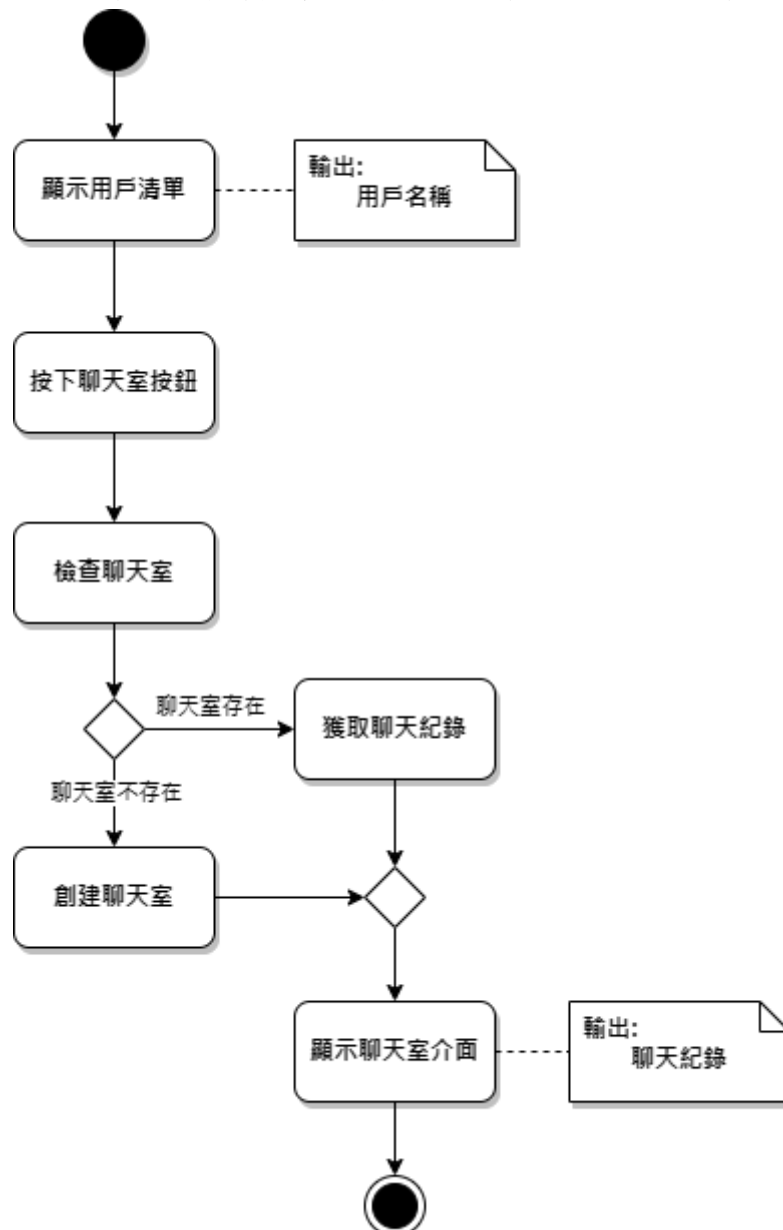 顯示用戶清單
輸出:
用戶名稱
按下聊天室按鈕
檢查聊天室
聊天室存在
獲取聊天紀錄
聊天室不存在
創建聊天室
顯示聊天室介面
輸出:
聊天紀錄